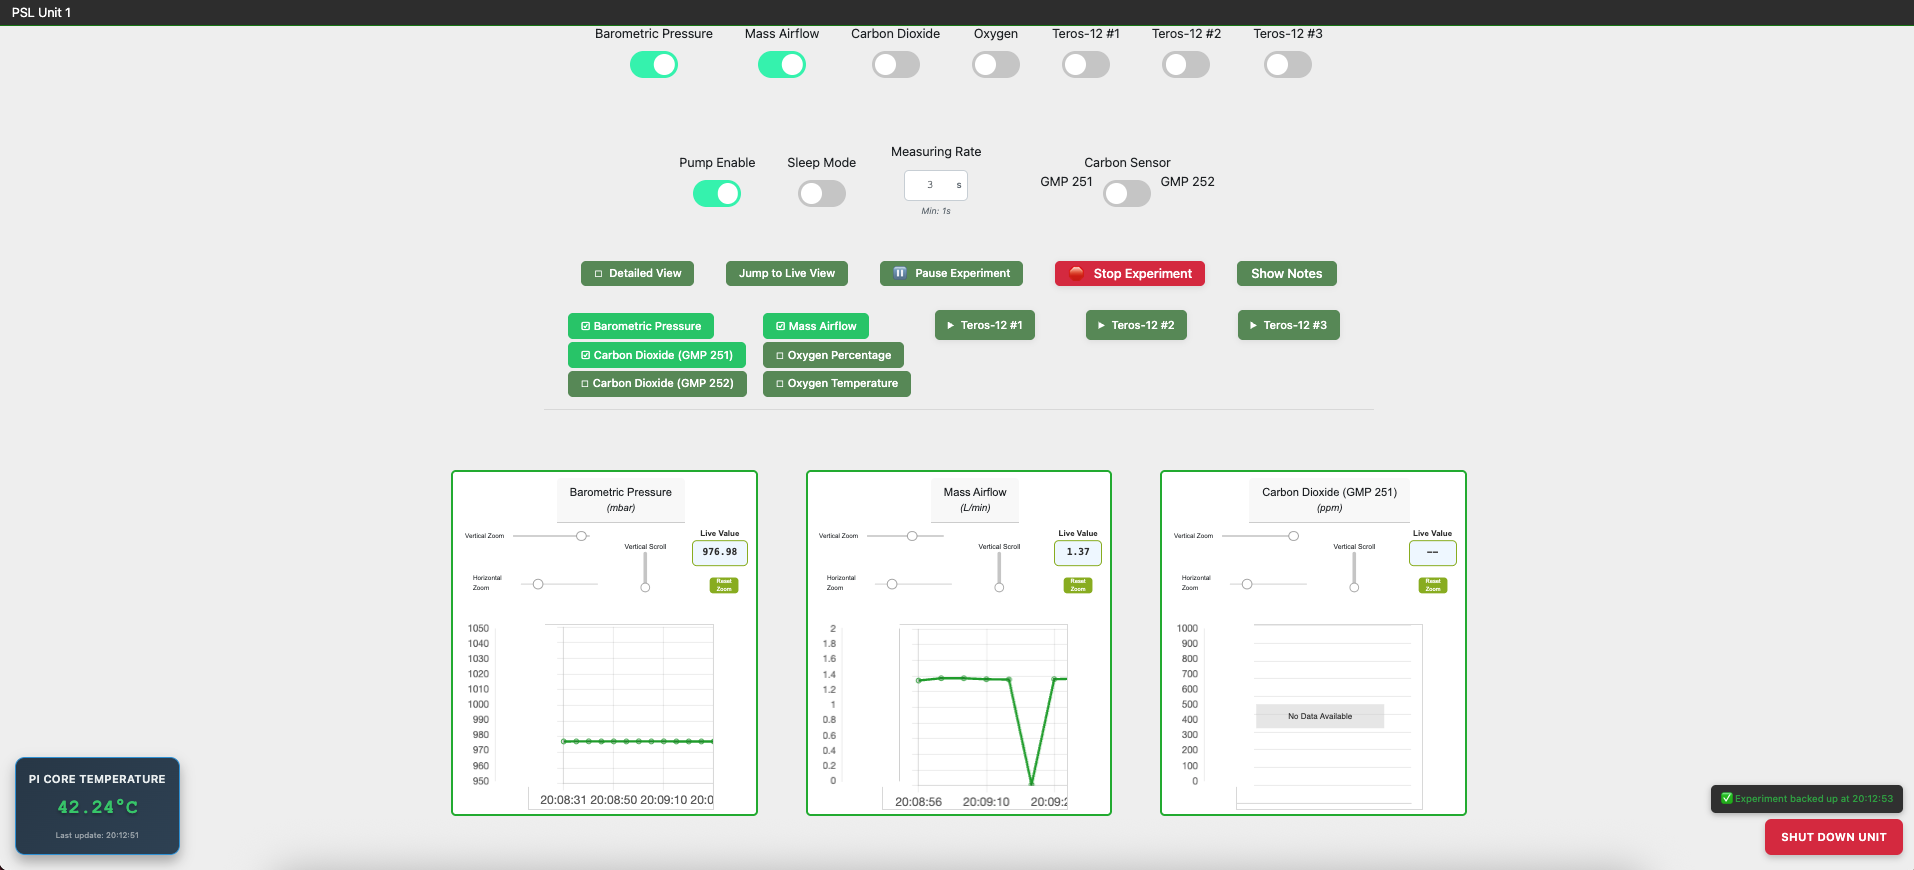 PSL Unit 1
Barometric Pressure
Mass Airflow
Carbon Dioxide
Oxygen
Teros-12 #1
Teros-12 #2
Teros-12 #3
Pump Enable
Sleep Mode
Measuring Rate
3 s
Min: 1s
Carbon Sensor
GMP 251
GMP 252
Detailed View
Jump to Live View
Pause Experiment
Stop Experiment
Show Notes
Barometric Pressure
Mass Airflow
Teros-12 #1
Teros-12 #2
Teros-12 #3
Carbon Dioxide (GMP 251)
Oxygen Percentage
Carbon Dioxide (GMP 252)
Oxygen Temperature
Barometric Pressure
(mbar)
Vertical Zoom
Vertical Scroll
Live Value
976.98
Horizontal
Zoom
Reset
Zoom
1050
1040
1030
1020
1010
1000
990
980
970
960
950
20:08:31 20:08:50 20:09:10 20:0
Mass Airflow
(L/min)
Vertical Zoom
Vertical Scroll
Live Value
1.37
Horizontal
Zoom
Reset
Zoom
2
1.8
1.6
1.4
1.2
1
0.8
0.6
0.4
0.2
0
20:08:56 20:09:10 20:09:2
Carbon Dioxide (GMP 251)
(ppm)
Vertical Zoom
Vertical Scroll
Live Value
--
Horizontal
Zoom
Reset
Zoom
1000
900
800
700
600
500
400
300
200
100
0
No Data Available
PI CORE TEMPERATURE
42.24°C
Last update: 20:12:51
✅ Experiment backed up at 20:12:53
SHUT DOWN UNIT